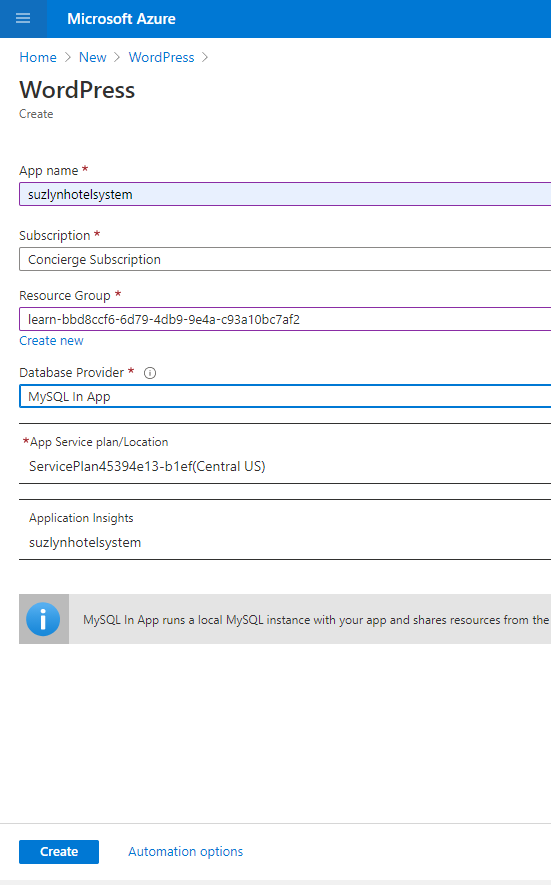 Microsoft Azure
Home > New > WordPress >
WordPress
Create
App name *
suzlynhotelsystem
Subscription *
Concierge Subscription
Resource Group *
learn-bbd8ccf6-6d79-4db9-9e4a-c93a10bc7af2
Create new
Database Provider *
MySQL In App
*App Service plan/Location
ServicePlan45394e13-b1ef(Central US)
Application Insights
suzlynhotelsystem
MySQL In App runs a local MySQL instance with your app and shares resources from the
Create Automation options